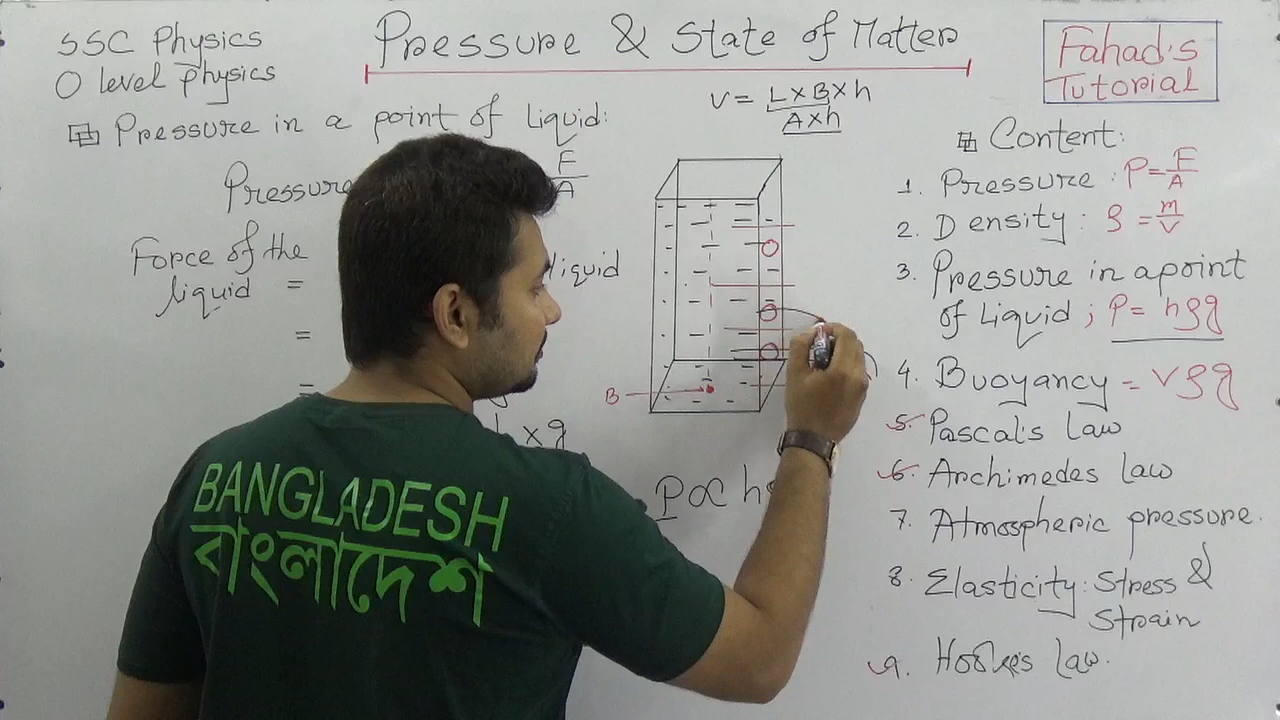 SSC Physics
O level physics
Pressure & State of Matter
Fahad's
Tutorial
V = L×B×h
A×h
Pressure in a point of Liquid:
Pressure
F
A
Force of the
liquid =
liquid
=
=
× g
B
P ∝ h
Content:
1. Pressure : P = F/A
2. Density : ρ = m/V
3. Pressure in a point
of Liquid ; P = hρg
4. Buoyancy = Vρg
5. Pascal's law
6. Archimedes law
7. Atmospheric pressure.
8. Elasticity: Stress &
Strain
9. Hooke's law.
BANGLADESH
বাংলাদেশ